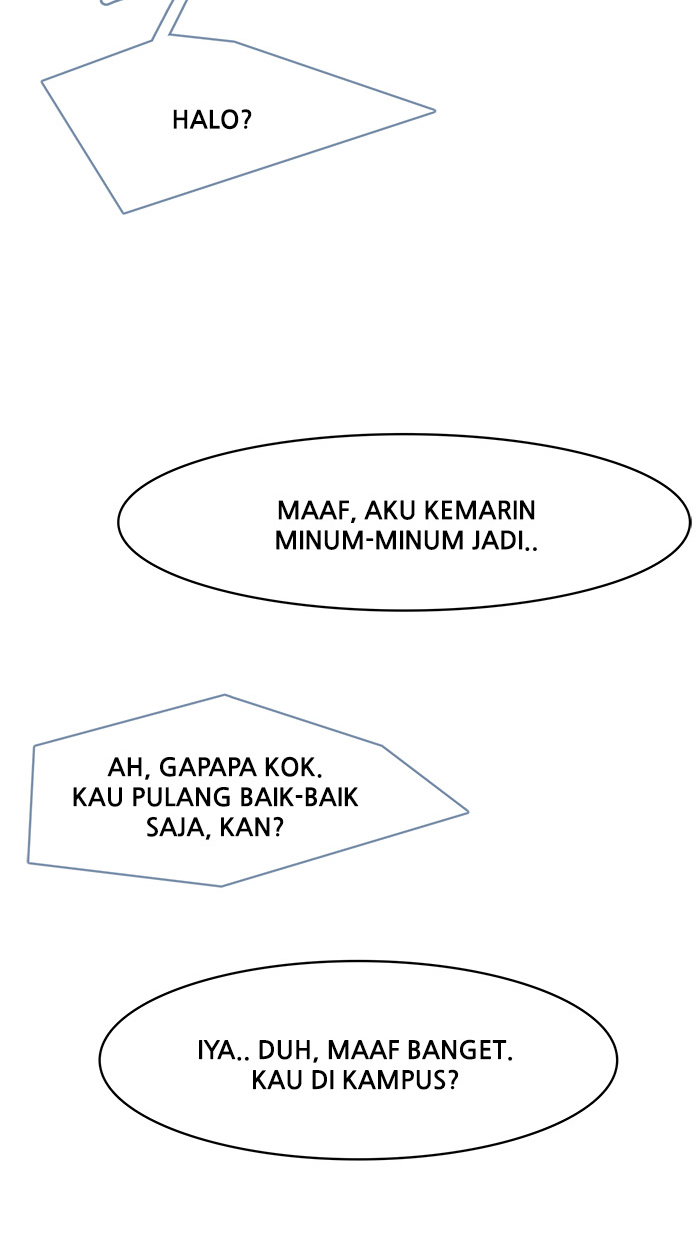 HALO?
MAAF, AKU KEMARIN
MINUM-MINUM JADI..
AH, GAPAPA KOK.
KAU PULANG BAIK-BAIK
SAJA, KAN?
IYA.. DUH, MAAF BANGET.
KAU DI KAMPUS?